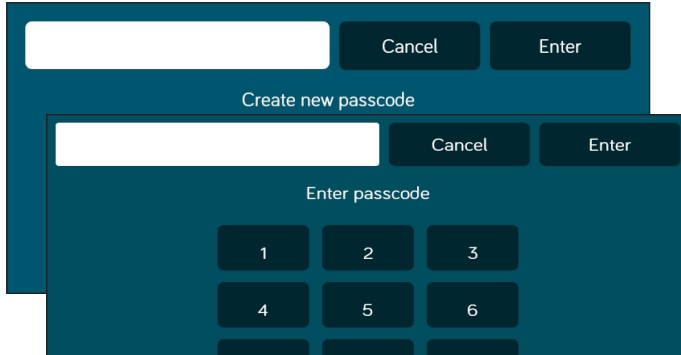 Cancel Enter
Create new passcode
Cancel Enter
Enter passcode
1 2 3
4 5 6